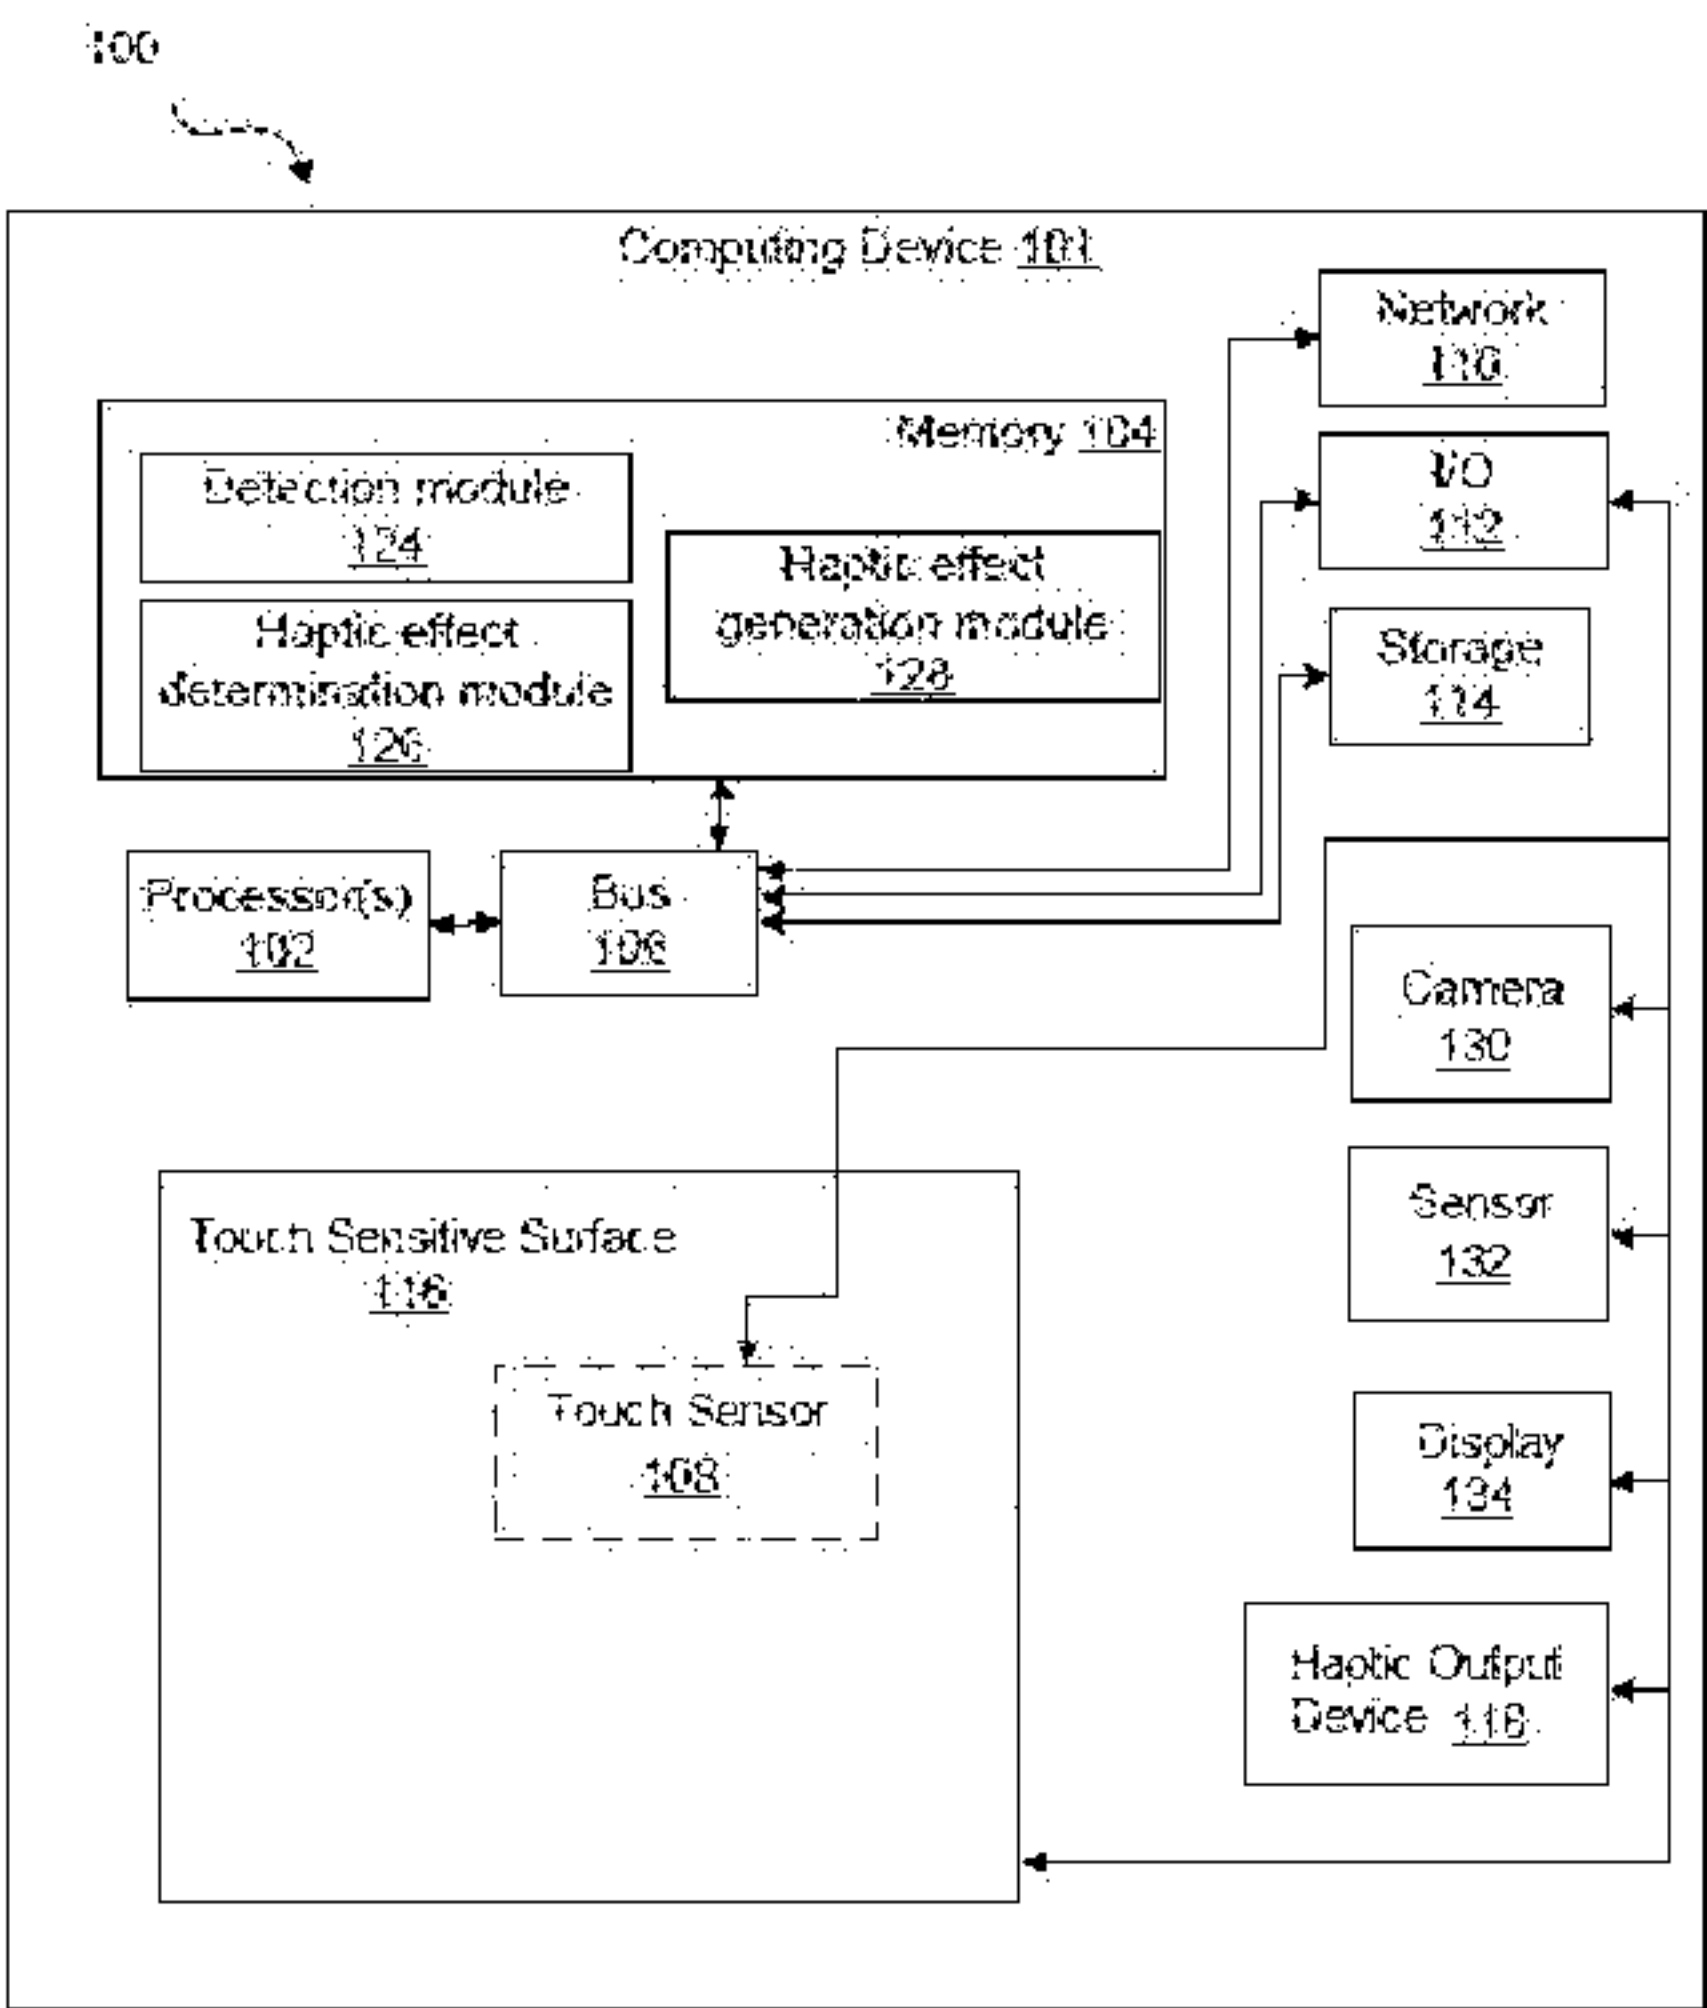 100
Computing Device 101
Network
110
Memory 104
I/O
112
Detection module
124
Haptic effect
generation module
128
Haptic effect
determination module
126
Storage
114
Processor(s)
102
Bus
106
Camera
130
Sensor
132
Touch Sensitive Surface
116
Touch Sensor
108
Display
134
Haptic Output
Device 118